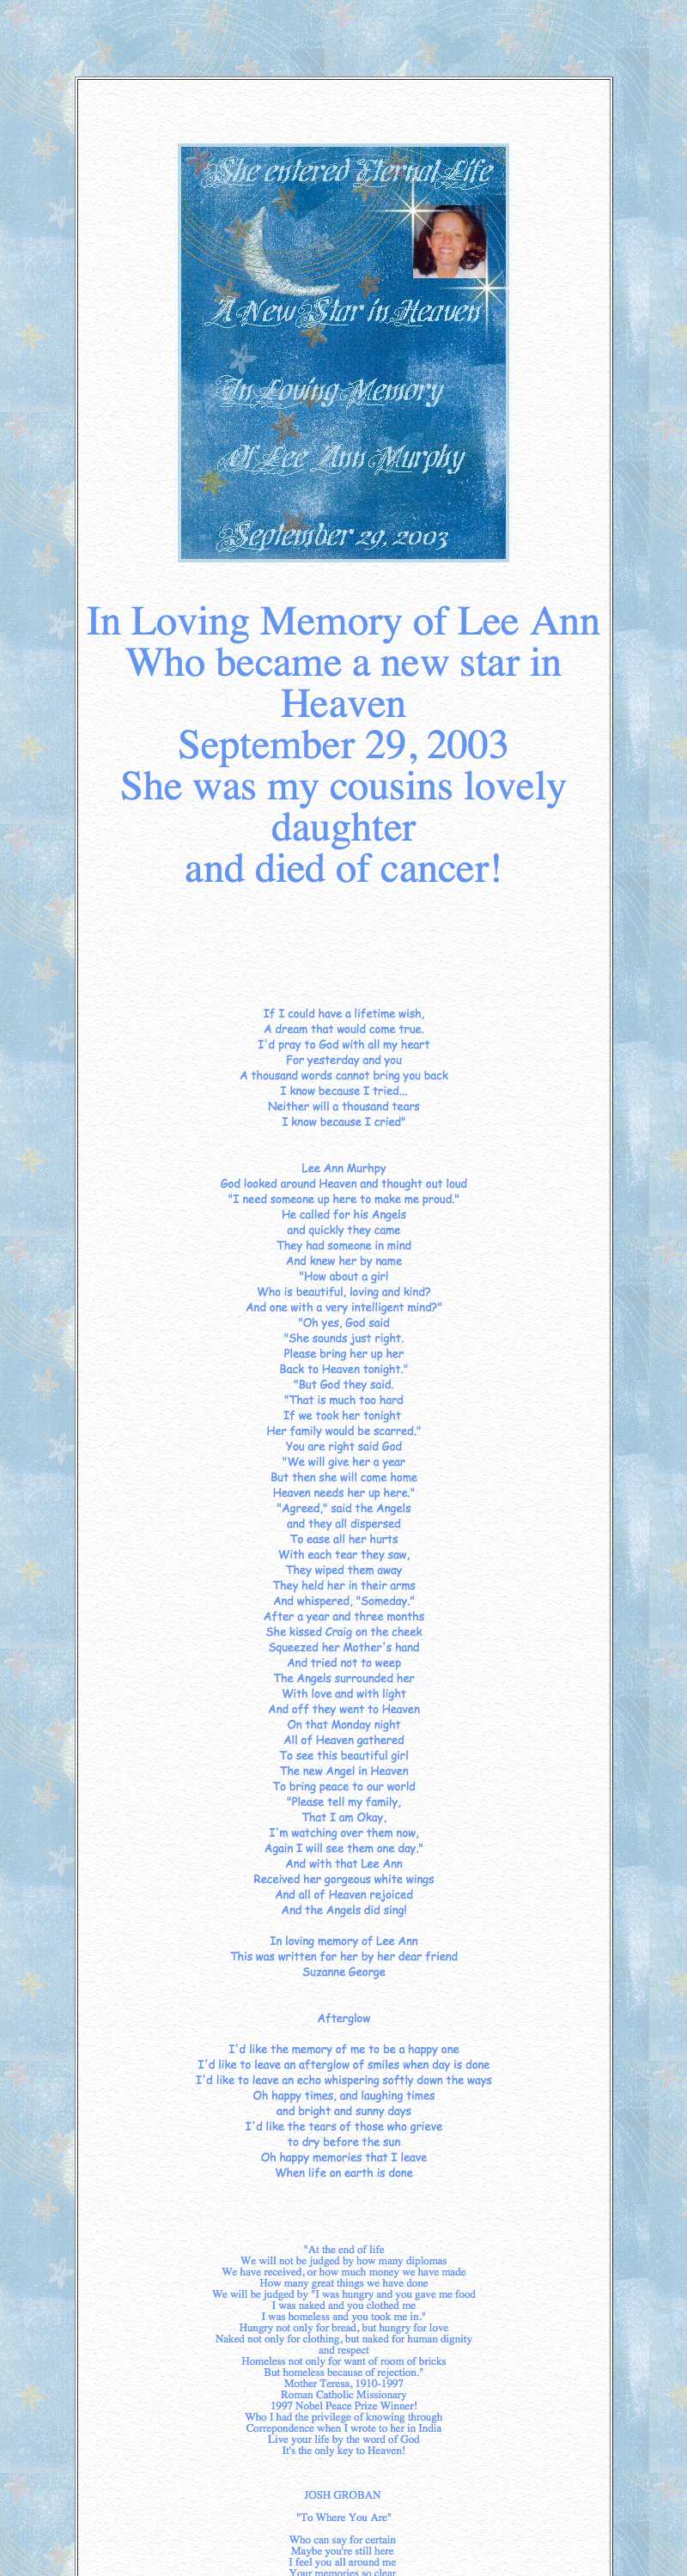 She entered Eternal Life
A New Star in Heaven
In Loving Memory
Of Lee Ann Murphy
September 29, 2003
In Loving Memory of Lee Ann
Who became a new star in
Heaven
September 29, 2003
She was my cousins lovely
daughter
and died of cancer!
If I could have a lifetime wish,
A dream that would come true.
I'd pray to God with all my heart
For yesterday and you
A thousand words cannot bring you back
I know because I tried...
Neither will a thousand tears
I know because I cried"
Lee Ann Murhpy
God looked around Heaven and thought out loud
"I need someone up here to make me proud."
He called for his Angels
and quickly they came
They had someone in mind
And knew her by name
"How about a girl
Who is beautiful, loving and kind?
And one with a very intelligent mind?"
"Oh yes, God said
"She sounds just right.
Please bring her up her
Back to Heaven tonight."
"But God they said.
"That is much too hard
If we took her tonight
Her family would be scarred."
You are right said God
"We will give her a year
But then she will come home
Heaven needs her up here."
"Agreed," said the Angels
and they all dispersed
To ease all her hurts
With each tear they saw,
They wiped them away
They held her in their arms
And whispered, "Someday."
After a year and three months
She kissed Craig on the cheek
Squeezed her Mother's hand
And tried not to weep
The Angels surrounded her
With love and with light
And off they went to Heaven
On that Monday night
All of Heaven gathered
To see this beautiful girl
The new Angel in Heaven
To bring peace to our world
"Please tell my family,
That I am Okay,
I'm watching over them now,
Again I will see them one day."
And with that Lee Ann
Received her gorgeous white wings
And all of Heaven rejoiced
And the Angels did sing!
In loving memory of Lee Ann
This was written for her by her dear friend
Suzanne George
Afterglow
I'd like the memory of me to be a happy one
I'd like to leave an afterglow of smiles when day is done
I'd like to leave an echo whispering softly down the ways
Oh happy times, and laughing times
and bright and sunny days
I'd like the tears of those who grieve
to dry before the sun
Oh happy memories that I leave
When life on earth is done
"At the end of life
We will not be judged by how many diplomas
We have received, or how much money we have made
How many great things we have done
We will be judged by "I was hungry and you gave me food
I was naked and you clothed me
I was homeless and you took me in."
Hungry not only for bread, but hungry for love
Naked not only for clothing, but naked for human dignity
and respect
Homeless not only for want of room of bricks
But homeless because of rejection."
Mother Teresa, 1910-1997
Roman Catholic Missionary
1997 Nobel Peace Prize Winner!
Who I had the privilege of knowing through
Correpondence when I wrote to her in India
Live your life by the word of God
It's the only key to Heaven!
JOSH GROBAN
"To Where You Are"
Who can say for certain
Maybe you're still here
I feel you all around me
Your memories so clear